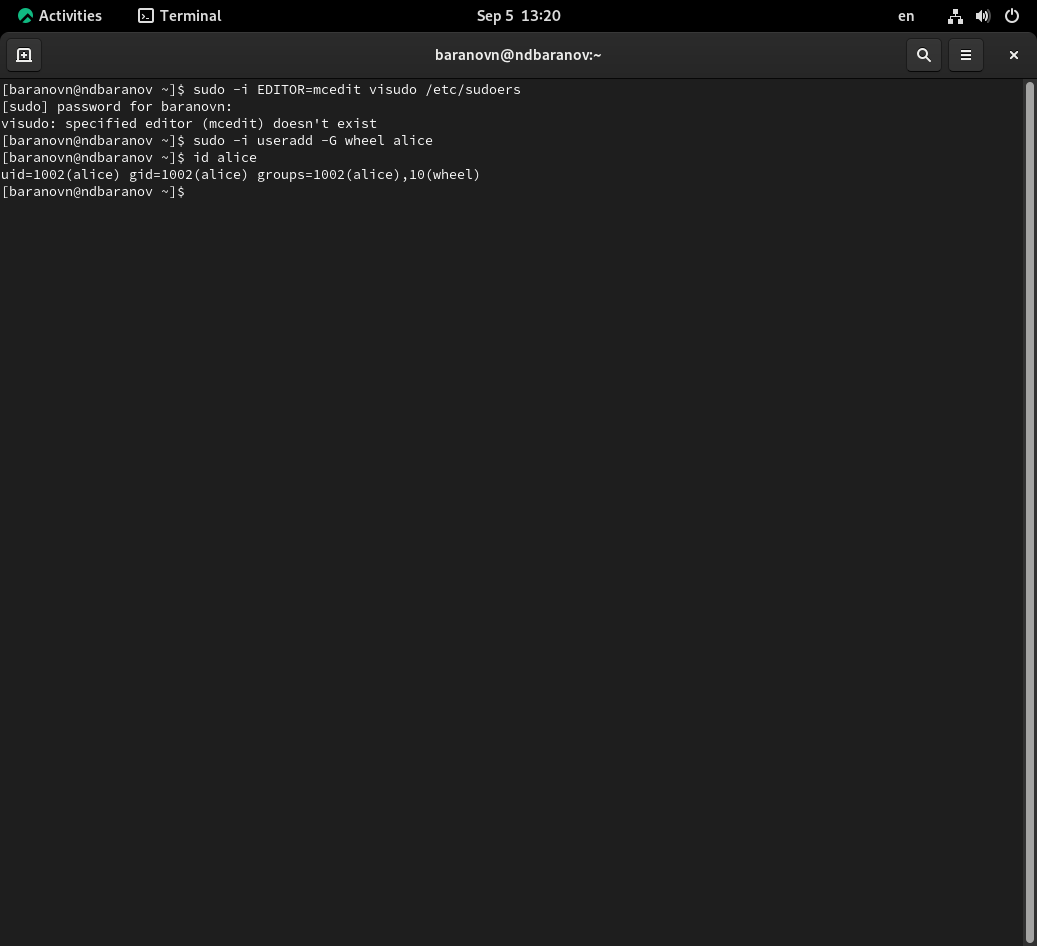 Activities Terminal Sep 5 13:20 en
baranovn@ndbaranov:~
[baranovn@ndbaranov ~]$ sudo -i EDITOR=mcedit visudo /etc/sudoers
[sudo] password for baranovn:
visudo: specified editor (mcedit) doesn't exist
[baranovn@ndbaranov ~]$ sudo -i useradd -G wheel alice
[baranovn@ndbaranov ~]$ id alice
uid=1002(alice) gid=1002(alice) groups=1002(alice),10(wheel)
[baranovn@ndbaranov ~]$